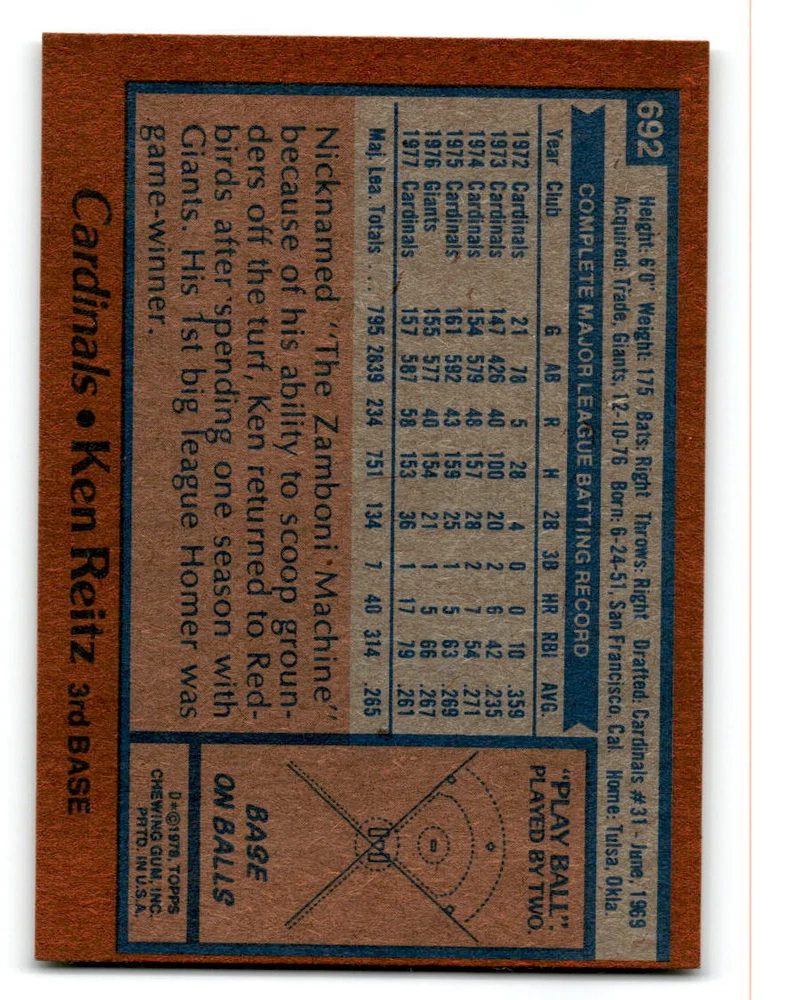 692
Height: 6'0" Weight: 175 Bats: Right Throws: Right Drafted: Cardinals #31 - June, 1969
Acquired: Trade, Giants, 12-10-76 Born: 6-24-51, San Francisco, Cal Home: Tulsa, Okla.
COMPLETE MAJOR LEAGUE BATTING RECORD
Year Club G AB R H 2B 3B HR RBI AVG.
1972 Cardinals 21 78 5 28 4 0 0 10 .359
1973 Cardinals 147 426 40 100 20 2 6 42 .235
1974 Cardinals 154 579 48 157 28 2 7 54 .271
1975 Cardinals 161 592 43 159 25 1 5 63 .269
1976 Giants 155 577 40 154 21 1 5 66 .267
1977 Cardinals 157 587 58 153 36 1 17 79 .261
Maj. Lea. Totals . . . 795 2839 234 751 134 7 40 314 .265
Nicknamed "The Zamboni Machine"
because of his ability to scoop groun-
ders off the turf, Ken returned to Red-
birds after spending one season with
Giants. His 1st big league Homer was
game-winner.
"PLAY BALL"
PLAYED BY TWO.
BASE
ON BALLS
D*©1978, TOPPS
CHEWING GUM, INC.
PRTD. IN U.S.A.
Cardinals • Ken Reitz 3rd BASE